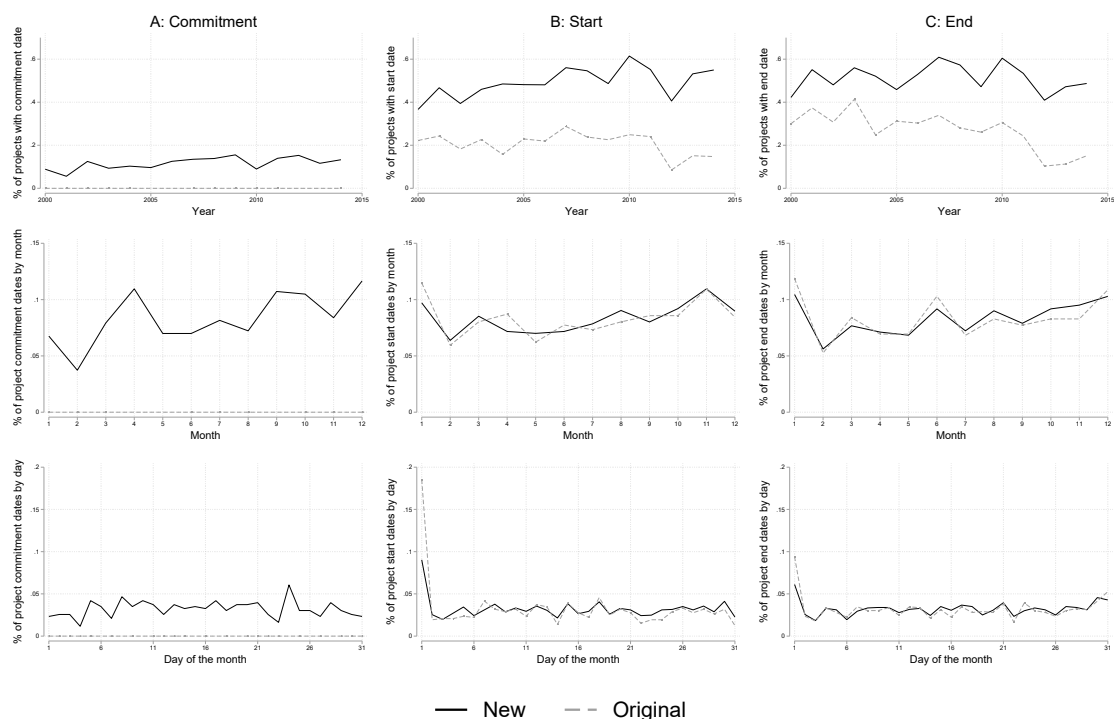 A: Commitment
B: Start
C: End
% of projects with commitment date
0
.2
.4
.6
2000
2005
2010
2015
Year
% of projects with start date
0
.2
.4
.6
2000
2005
2010
2015
Year
% of projects with end date
0
.2
.4
.6
2000
2005
2010
2015
Year
% of project commitment dates by month
0
.05
.1
.15
1 2 3 4 5 6 7 8 9 10 11 12
Month
% of project start dates by month
0
.05
.1
.15
1 2 3 4 5 6 7 8 9 10 11 12
Month
% of project end dates by month
0
.05
.1
.15
1 2 3 4 5 6 7 8 9 10 11 12
Month
% of project commitment dates by day
0
.05
.1
.15
.2
1 6 11 16 21 26 31
Day of the month
% of project start dates by day
0
.05
.1
.15
.2
1 6 11 16 21 26 31
Day of the month
% of project end dates by day
0
.05
.1
.15
.2
1 6 11 16 21 26 31
Day of the month
New
Original